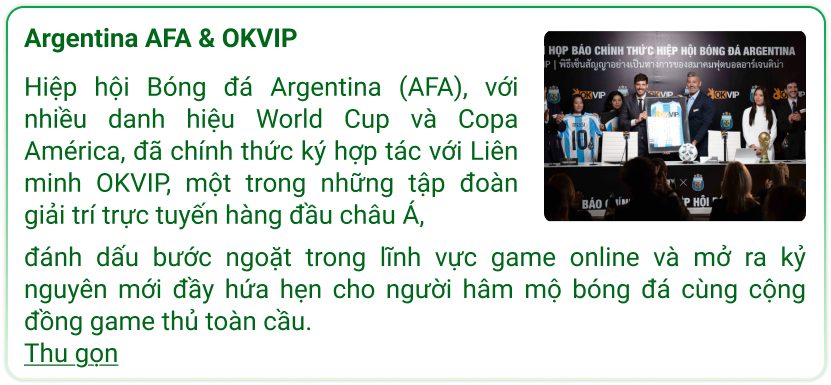 Argentina AFA & OKVIP
Hiệp hội Bóng đá Argentina (AFA), với
nhiều danh hiệu World Cup và Copa
América, đã chính thức ký hợp tác với Liên
minh OKVIP, một trong những tập đoàn
giải trí trực tuyến hàng đầu châu Á,
HỌP BÁO CHÍNH THỨC HIỆP HỘI BÓNG ĐÁ ARGENTINA
พิธีเซ็นสัญญาอย่างเป็นทางการของสมาคมฟุตบอลอาร์เจนตินา
OKVIP
OKVIP
10
BÁO CHÍN
HIỆP HỘI B
đánh dấu bước ngoặt trong lĩnh vực game online và mở ra kỷ
nguyên mới đầy hứa hẹn cho người hâm mộ bóng đá cùng cộng
đồng game thủ toàn cầu.
Thu gọn